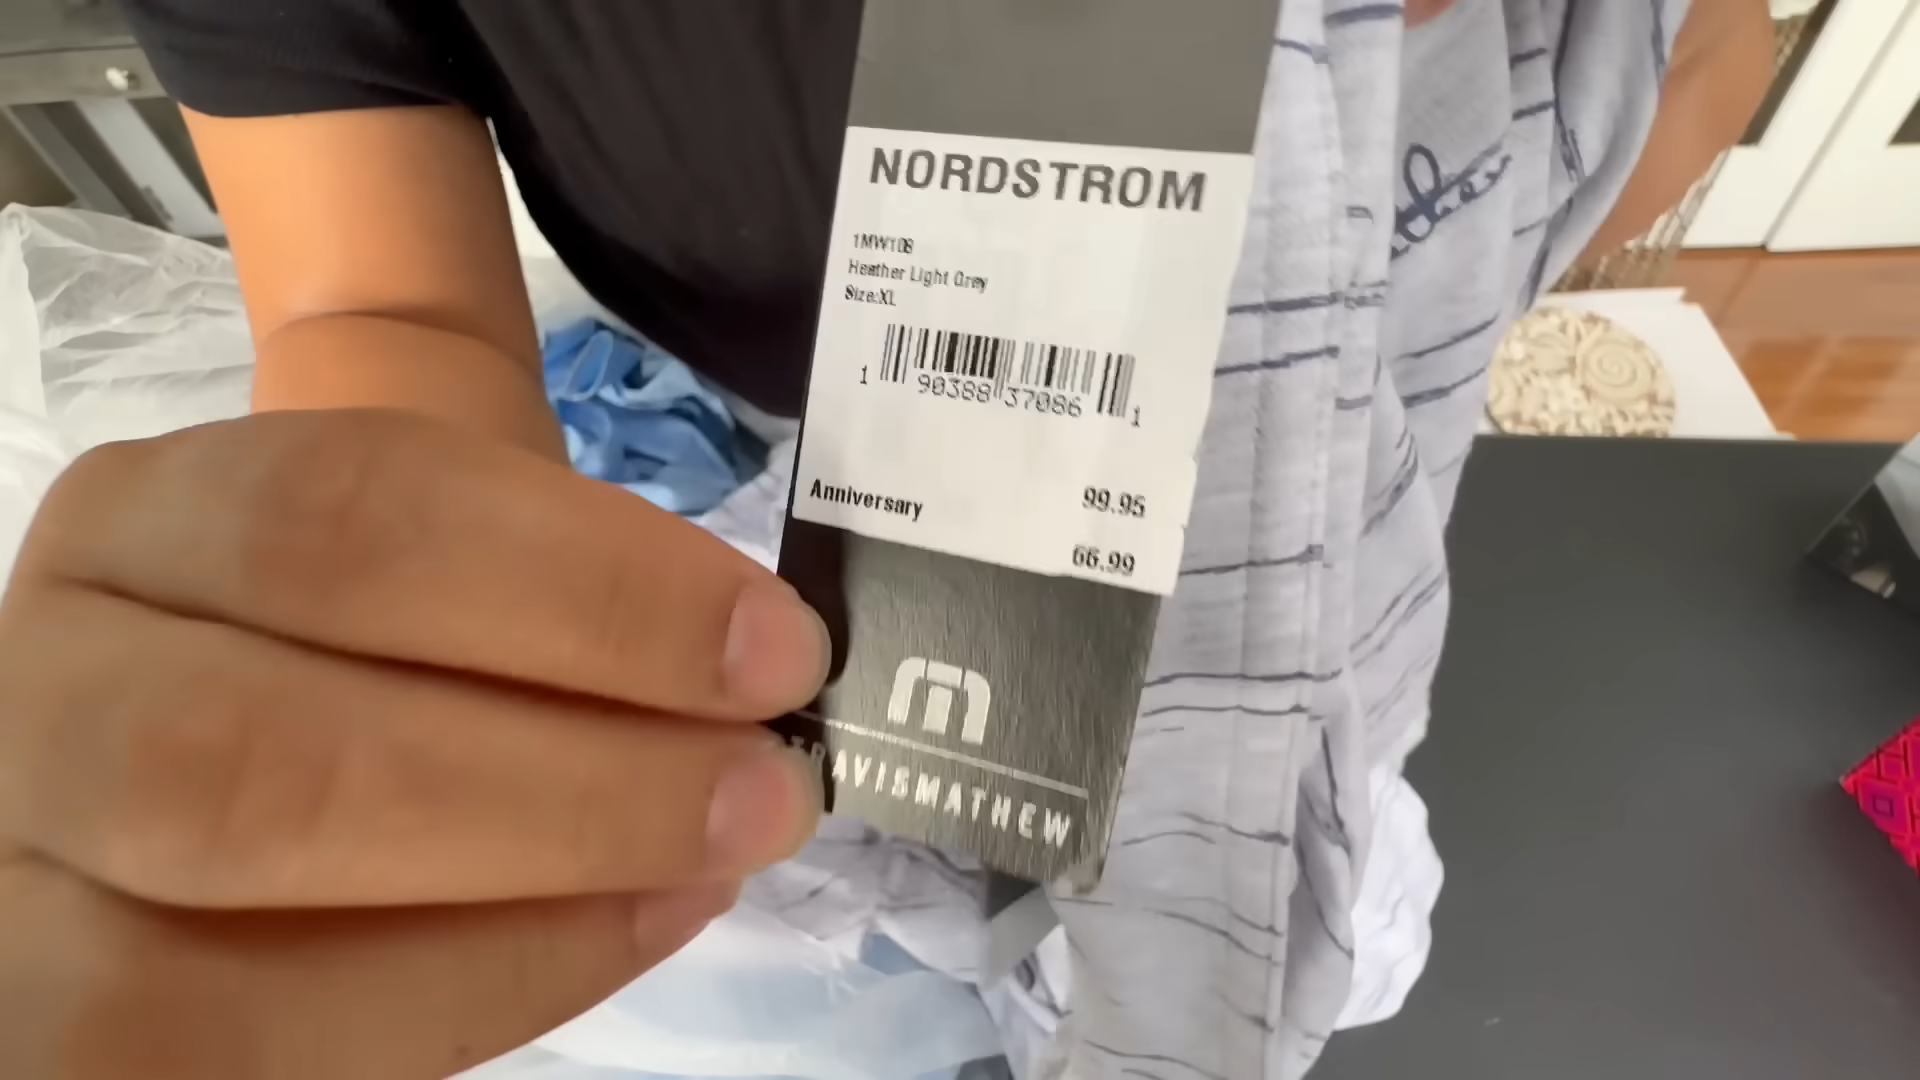 NORDSTROM
1MW108
Heather Light Grey
Size:XL
1 90388 37086 1
Anniversary 99.95
66.99
TRAVISMATHEW